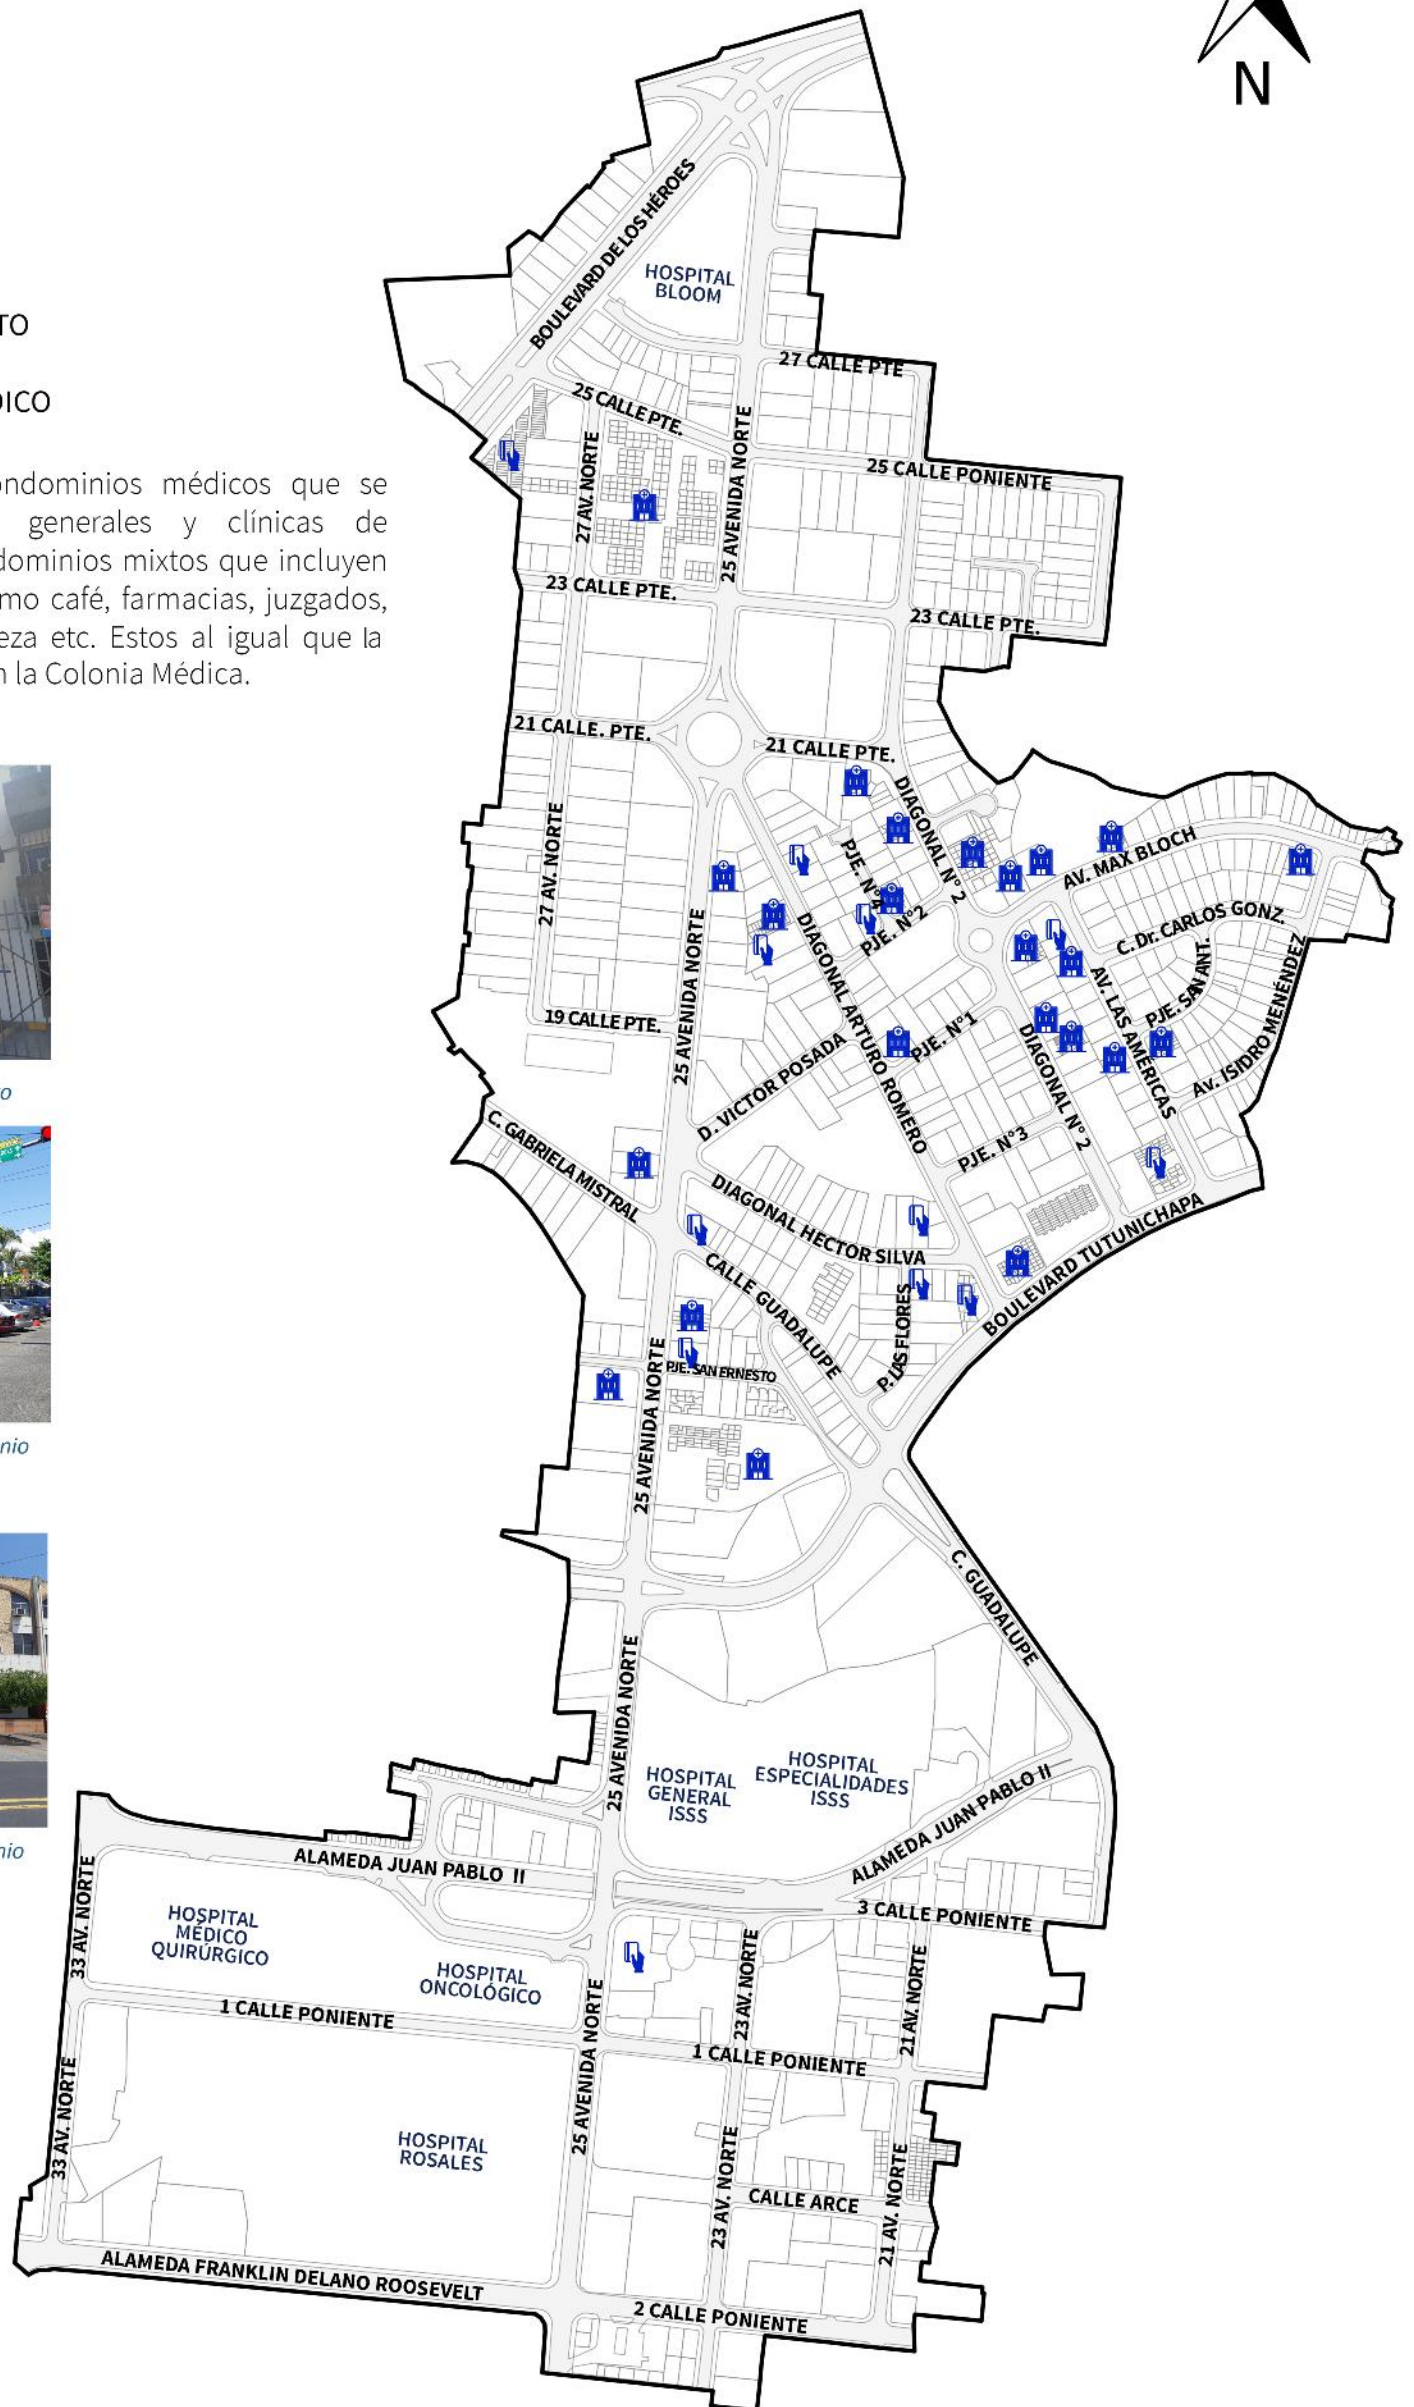 N
HOSPITAL
BLOOM
BOULEVARD DE LOS HÉROES
27 CALLE PTE
25 CALLE PTE.
25 AVENIDA NORTE
27 AV. NORTE
25 CALLE PONIENTE
ondominios médicos que se
generales y clínicas de
dominios mixtos que incluyen
mo café, farmacias, juzgados,
eza etc. Estos al igual que la
n la Colonia Médica.
23 CALLE PTE.
23 CALLE PTE.
21 CALLE. PTE.
21 CALLE PTE.
DIAGONAL N° 2
27 AV. NORTE
PJE. N°4
PJE. N°2
AV. MAX BLOCH
C. Dr. CARLOS GONZ.
25 AVENIDA NORTE
DIAGONAL ARTURO ROMERO
PJE. SAN ANT.
AV. LAS AMÉRICAS
Av. ISIDRO MENÉNDEZ
19 CALLE PTE.
PJE. N°1
D. VICTOR POSADA
DIAGONAL N° 2
C. GABRIELA MISTRAL
PJE. N°3
DIAGONAL HECTOR SILVA
BOULEVARD TUTUNICHAPA
CALLE GUADALUPE
P. LAS FLORES
PJE. SAN ERNESTO
25 AVENIDA NORTE
C. GUADALUPE
25 AVENIDA NORTE
HOSPITAL
GENERAL
ISSS
HOSPITAL
ESPECIALIDADES
ISSS
ALAMEDA JUAN PABLO II
ALAMEDA JUAN PABLO II
3 CALLE PONIENTE
33 AV. NORTE
HOSPITAL
MÉDICO
QUIRÚRGICO
HOSPITAL
ONCOLÓGICO
23 AV. NORTE
21 AV. NORTE
1 CALLE PONIENTE
25 AVENIDA NORTE
1 CALLE PONIENTE
33 AV. NORTE
HOSPITAL
ROSALES
23 AV. NORTE
CALLE ARCE
21 AV. NORTE
ALAMEDA FRANKLIN DELANO ROOSEVELT
2 CALLE PONIENTE